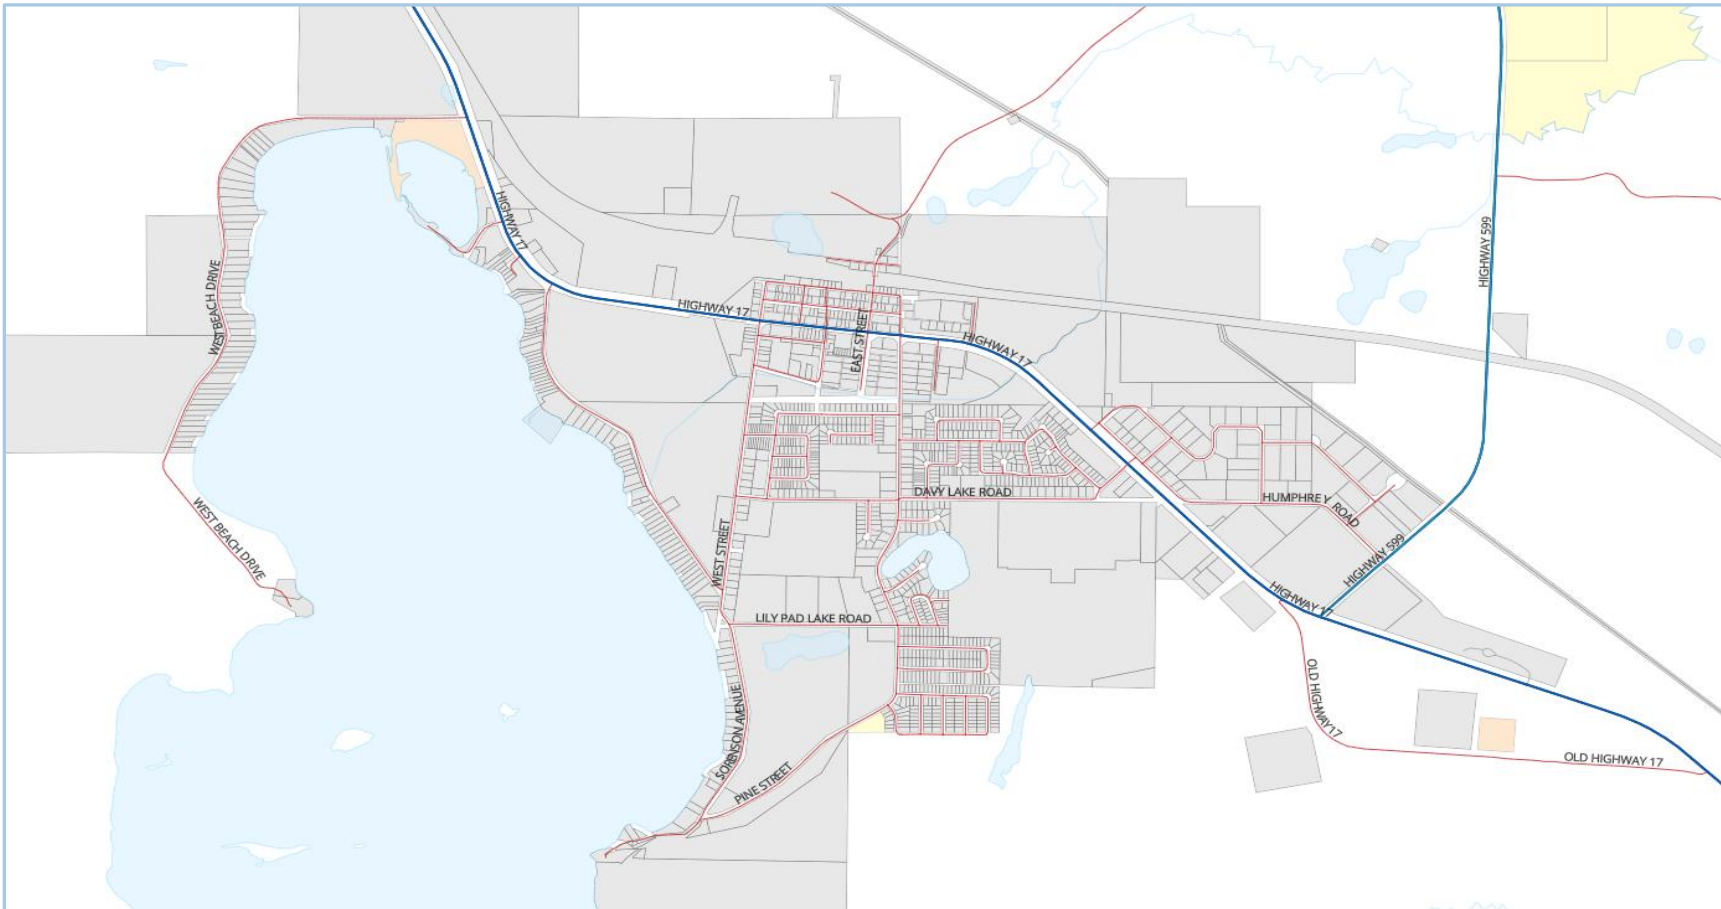 HIGHWAY 17
HIGHWAY 599
WEST BEACH DRIVE
HIGHWAY 17
EAST STREET
HIGHWAY 17
DAVY LAKE ROAD
HUMPHREY ROAD
WEST BEACH DRIVE
WEST STREET
HIGHWAY 599
HIGHWAY 17
LILY PAD LAKE ROAD
OLD HIGHWAY17
SORENSON AVENUE
OLD HIGHWAY 17
PINE STREET